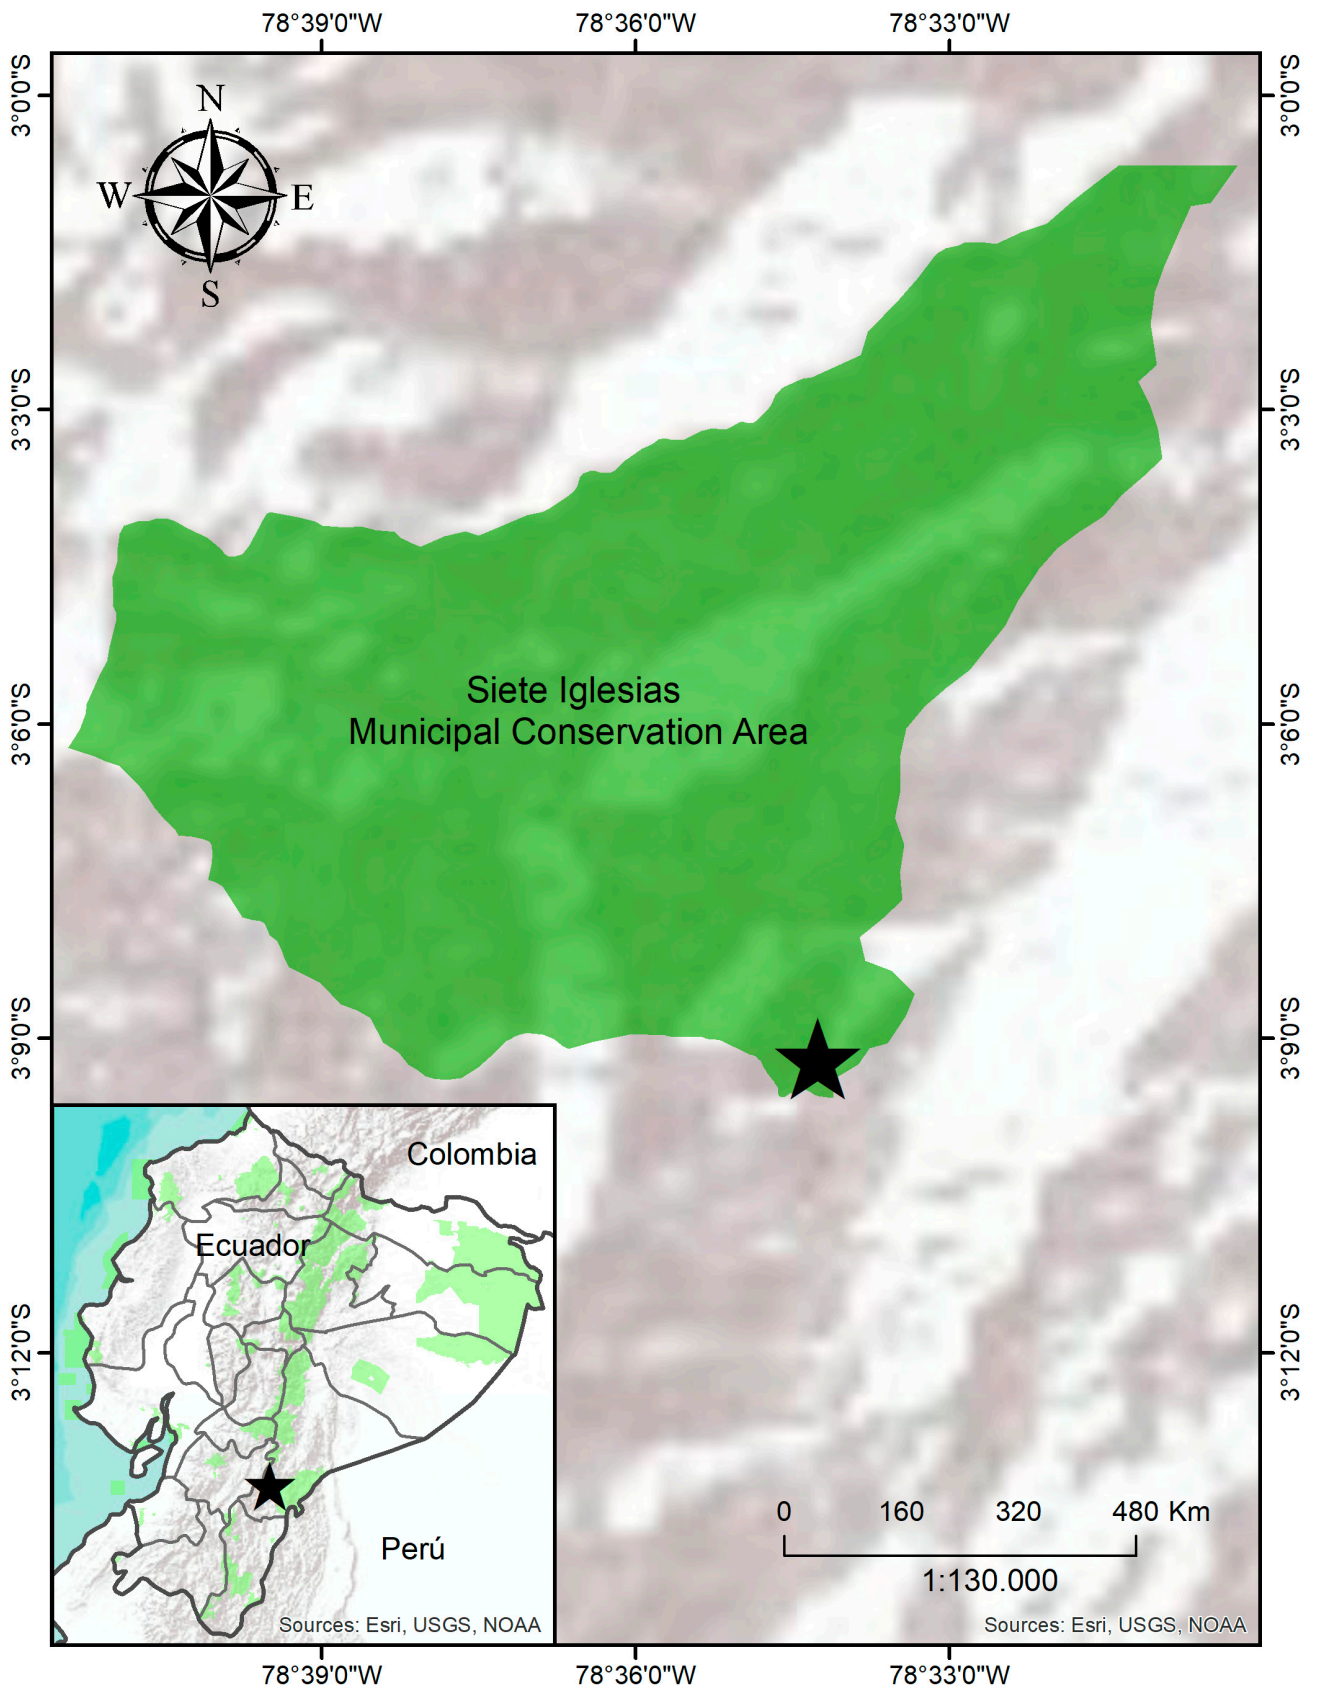 78°39'0"W 78°36'0"W 78°33'0"W
3°0'0"S
3°0'0"S
N
W E
S
3°3'0"S
3°3'0"S
Siete Iglesias
Municipal Conservation Area
3°6'0"S
3°6'0"S
3°9'0"S
3°9'0"S
Colombia
Ecuador
Perú
Sources: Esri, USGS, NOAA
3°12'0"S
3°12'0"S
0 160 320 480 Km
1:130.000
Sources: Esri, USGS, NOAA
78°39'0"W 78°36'0"W 78°33'0"W